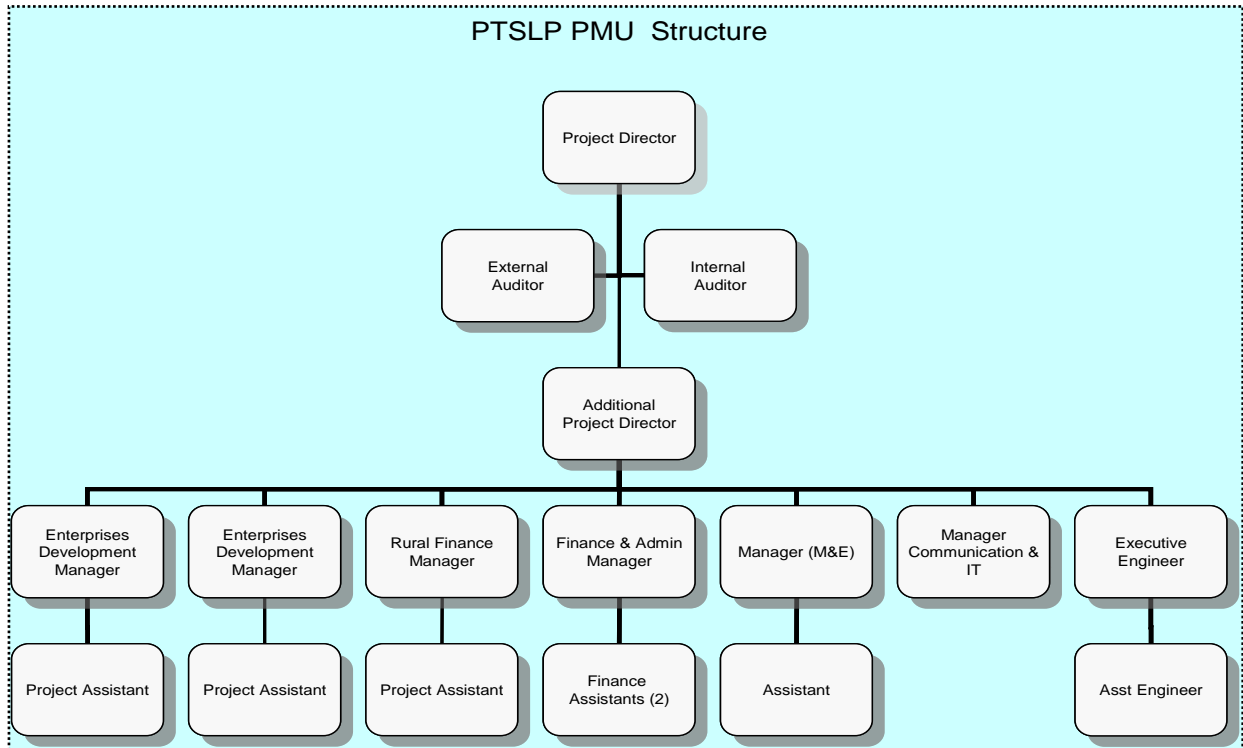 PTSLP PMU Structure
Project Director
External
Auditor
Internal
Auditor
Additional
Project Director
Enterprises
Development
Manager
Enterprises
Development
Manager
Rural Finance
Manager
Finance & Admin
Manager
Manager (M&E)
Manager
Communication &
IT
Executive
Engineer
Project Assistant
Project Assistant
Project Assistant
Finance
Assistants (2)
Assistant
Asst Engineer